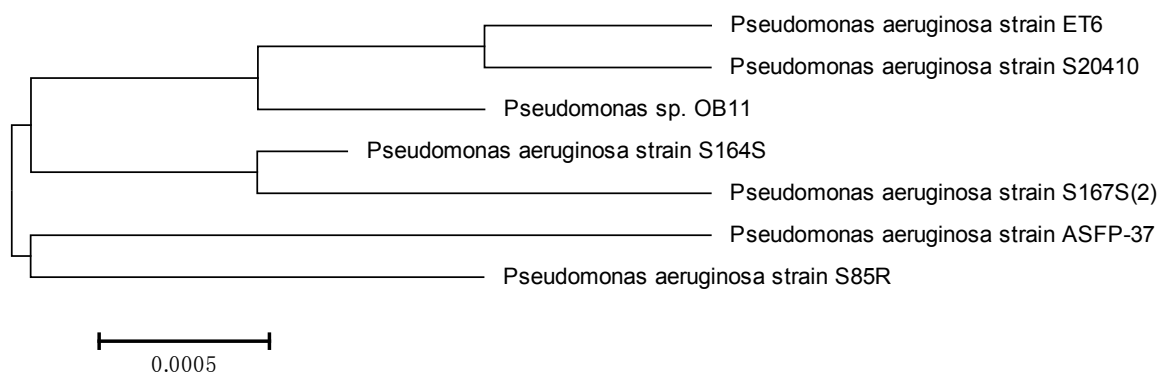 Pseudomonas aeruginosa strain ET6
Pseudomonas aeruginosa strain S20410
Pseudomonas sp. OB11
Pseudomonas aeruginosa strain S164S
Pseudomonas aeruginosa strain S167S(2)
Pseudomonas aeruginosa strain ASFP-37
Pseudomonas aeruginosa strain S85R
0.0005